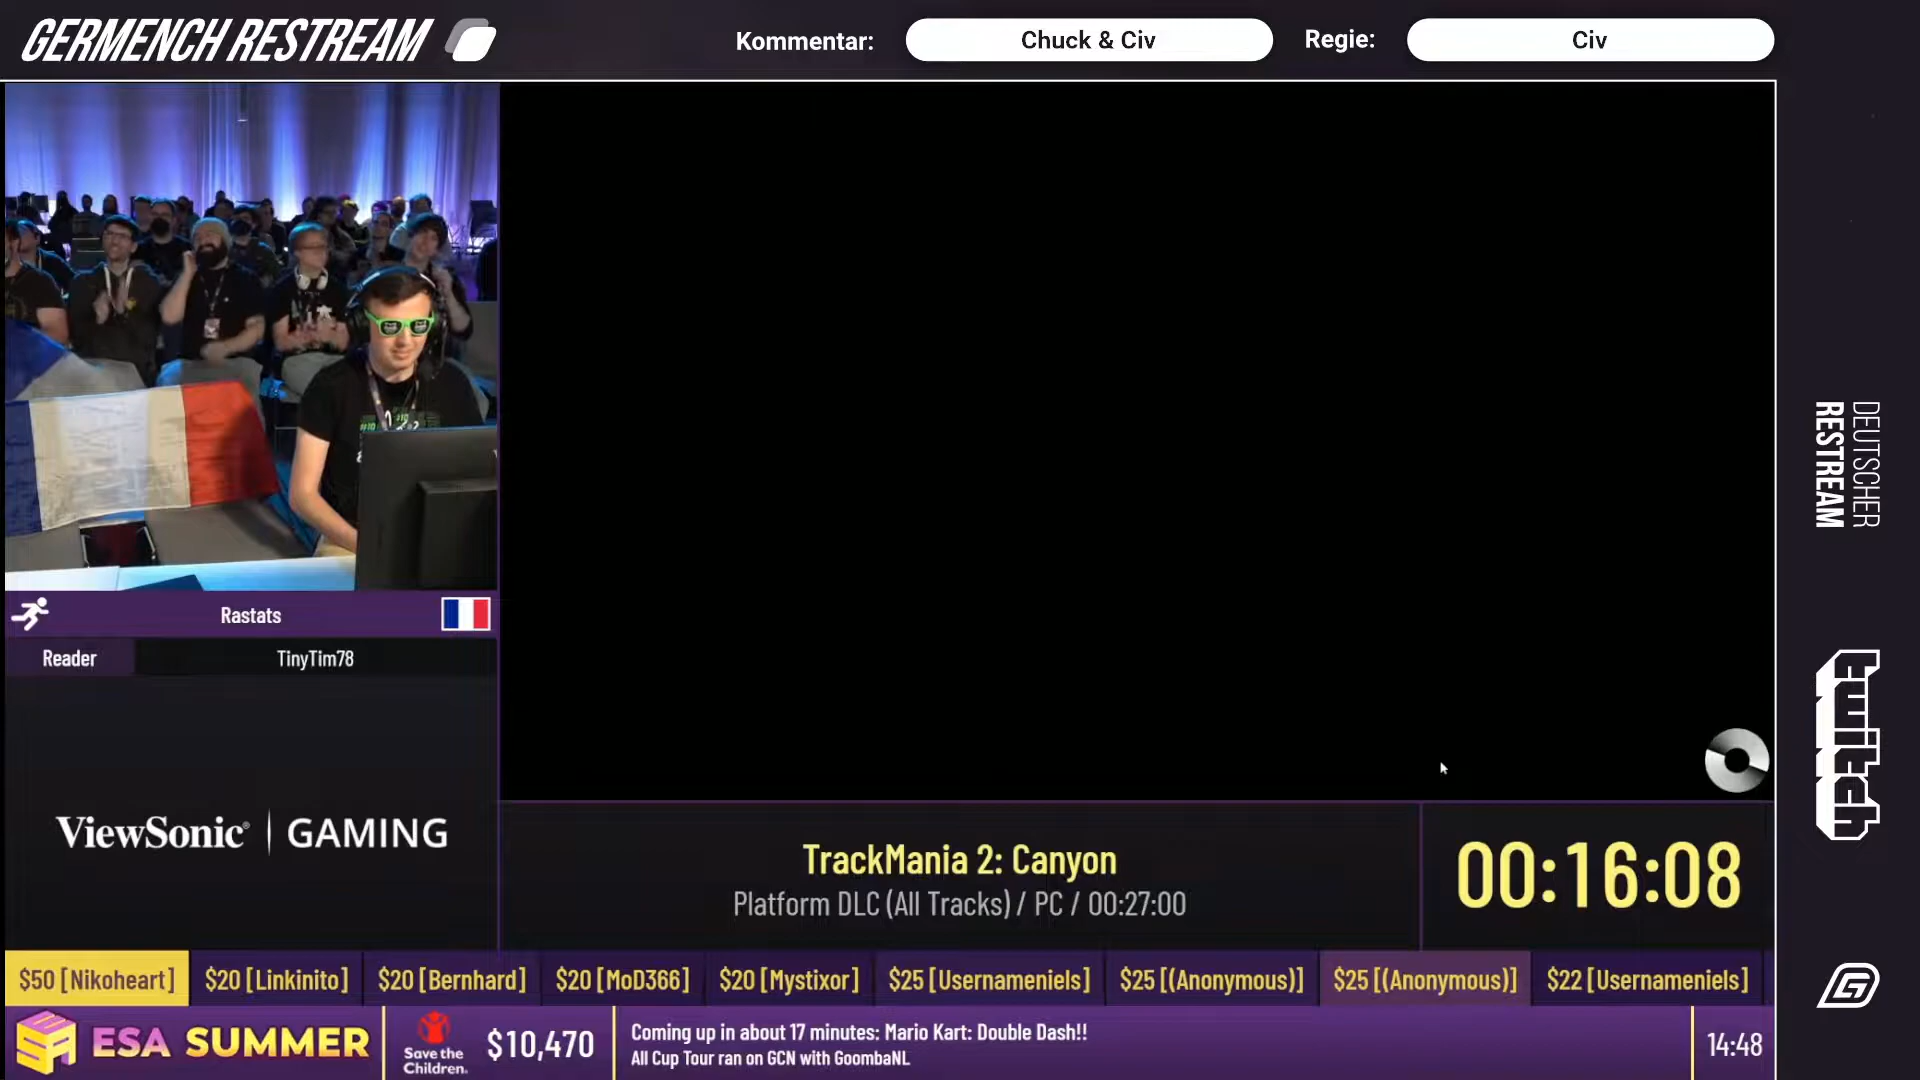 GERMENCH RESTREAM
Kommentar:
Chuck & Civ
Regie:
Civ
Rastats
Reader
TinyTim78
ViewSonic | GAMING
TrackMania 2: Canyon
Platform DLC (All Tracks) / PC / 00:27:00
00:16:08
$50 [Nikoheart]
$20 [Linkinito]
$20 [Bernhard]
$20 [MoD366]
$20 [Mystixor]
$25 [Usernameniels]
$25 [(Anonymous)]
$25 [(Anonymous)]
$22 [Usernameniels]
ESA SUMMER
Save the
Children.
$10,470
Coming up in about 17 minutes: Mario Kart: Double Dash!!
All Cup Tour ran on GCN with GoombaNL
14:48
DEUTSCHER
RESTREAM
twitch
G